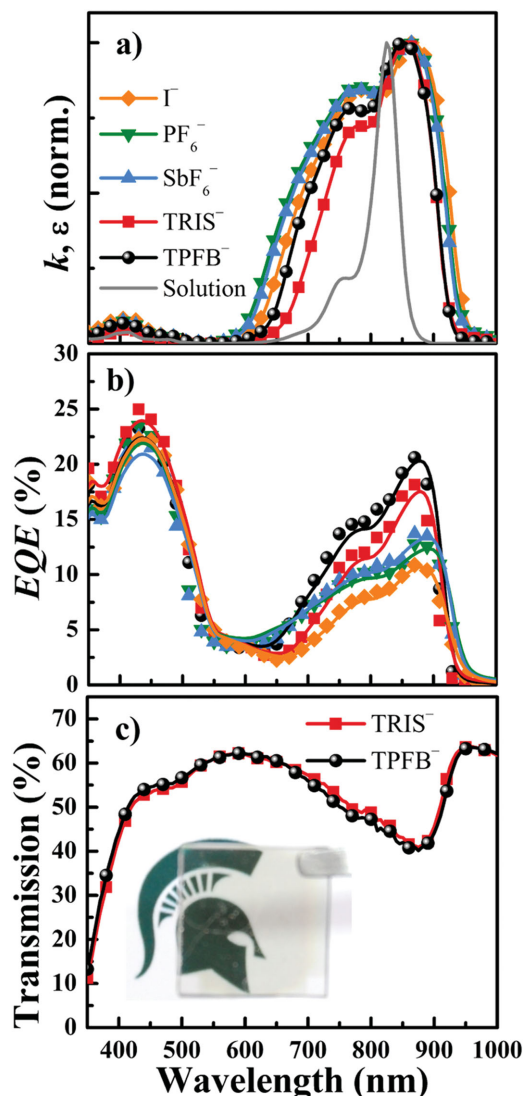 a)
I⁻
PF₆⁻
SbF₆⁻
TRIS⁻
TPFB⁻
Solution
k, ε (norm.)
b)
30
25
20
15
10
5
0
EQE (%)
c)
TRIS⁻
TPFB⁻
70
60
50
40
30
20
10
0
Transmission (%)
400 500 600 700 800 900 1000
Wavelength (nm)